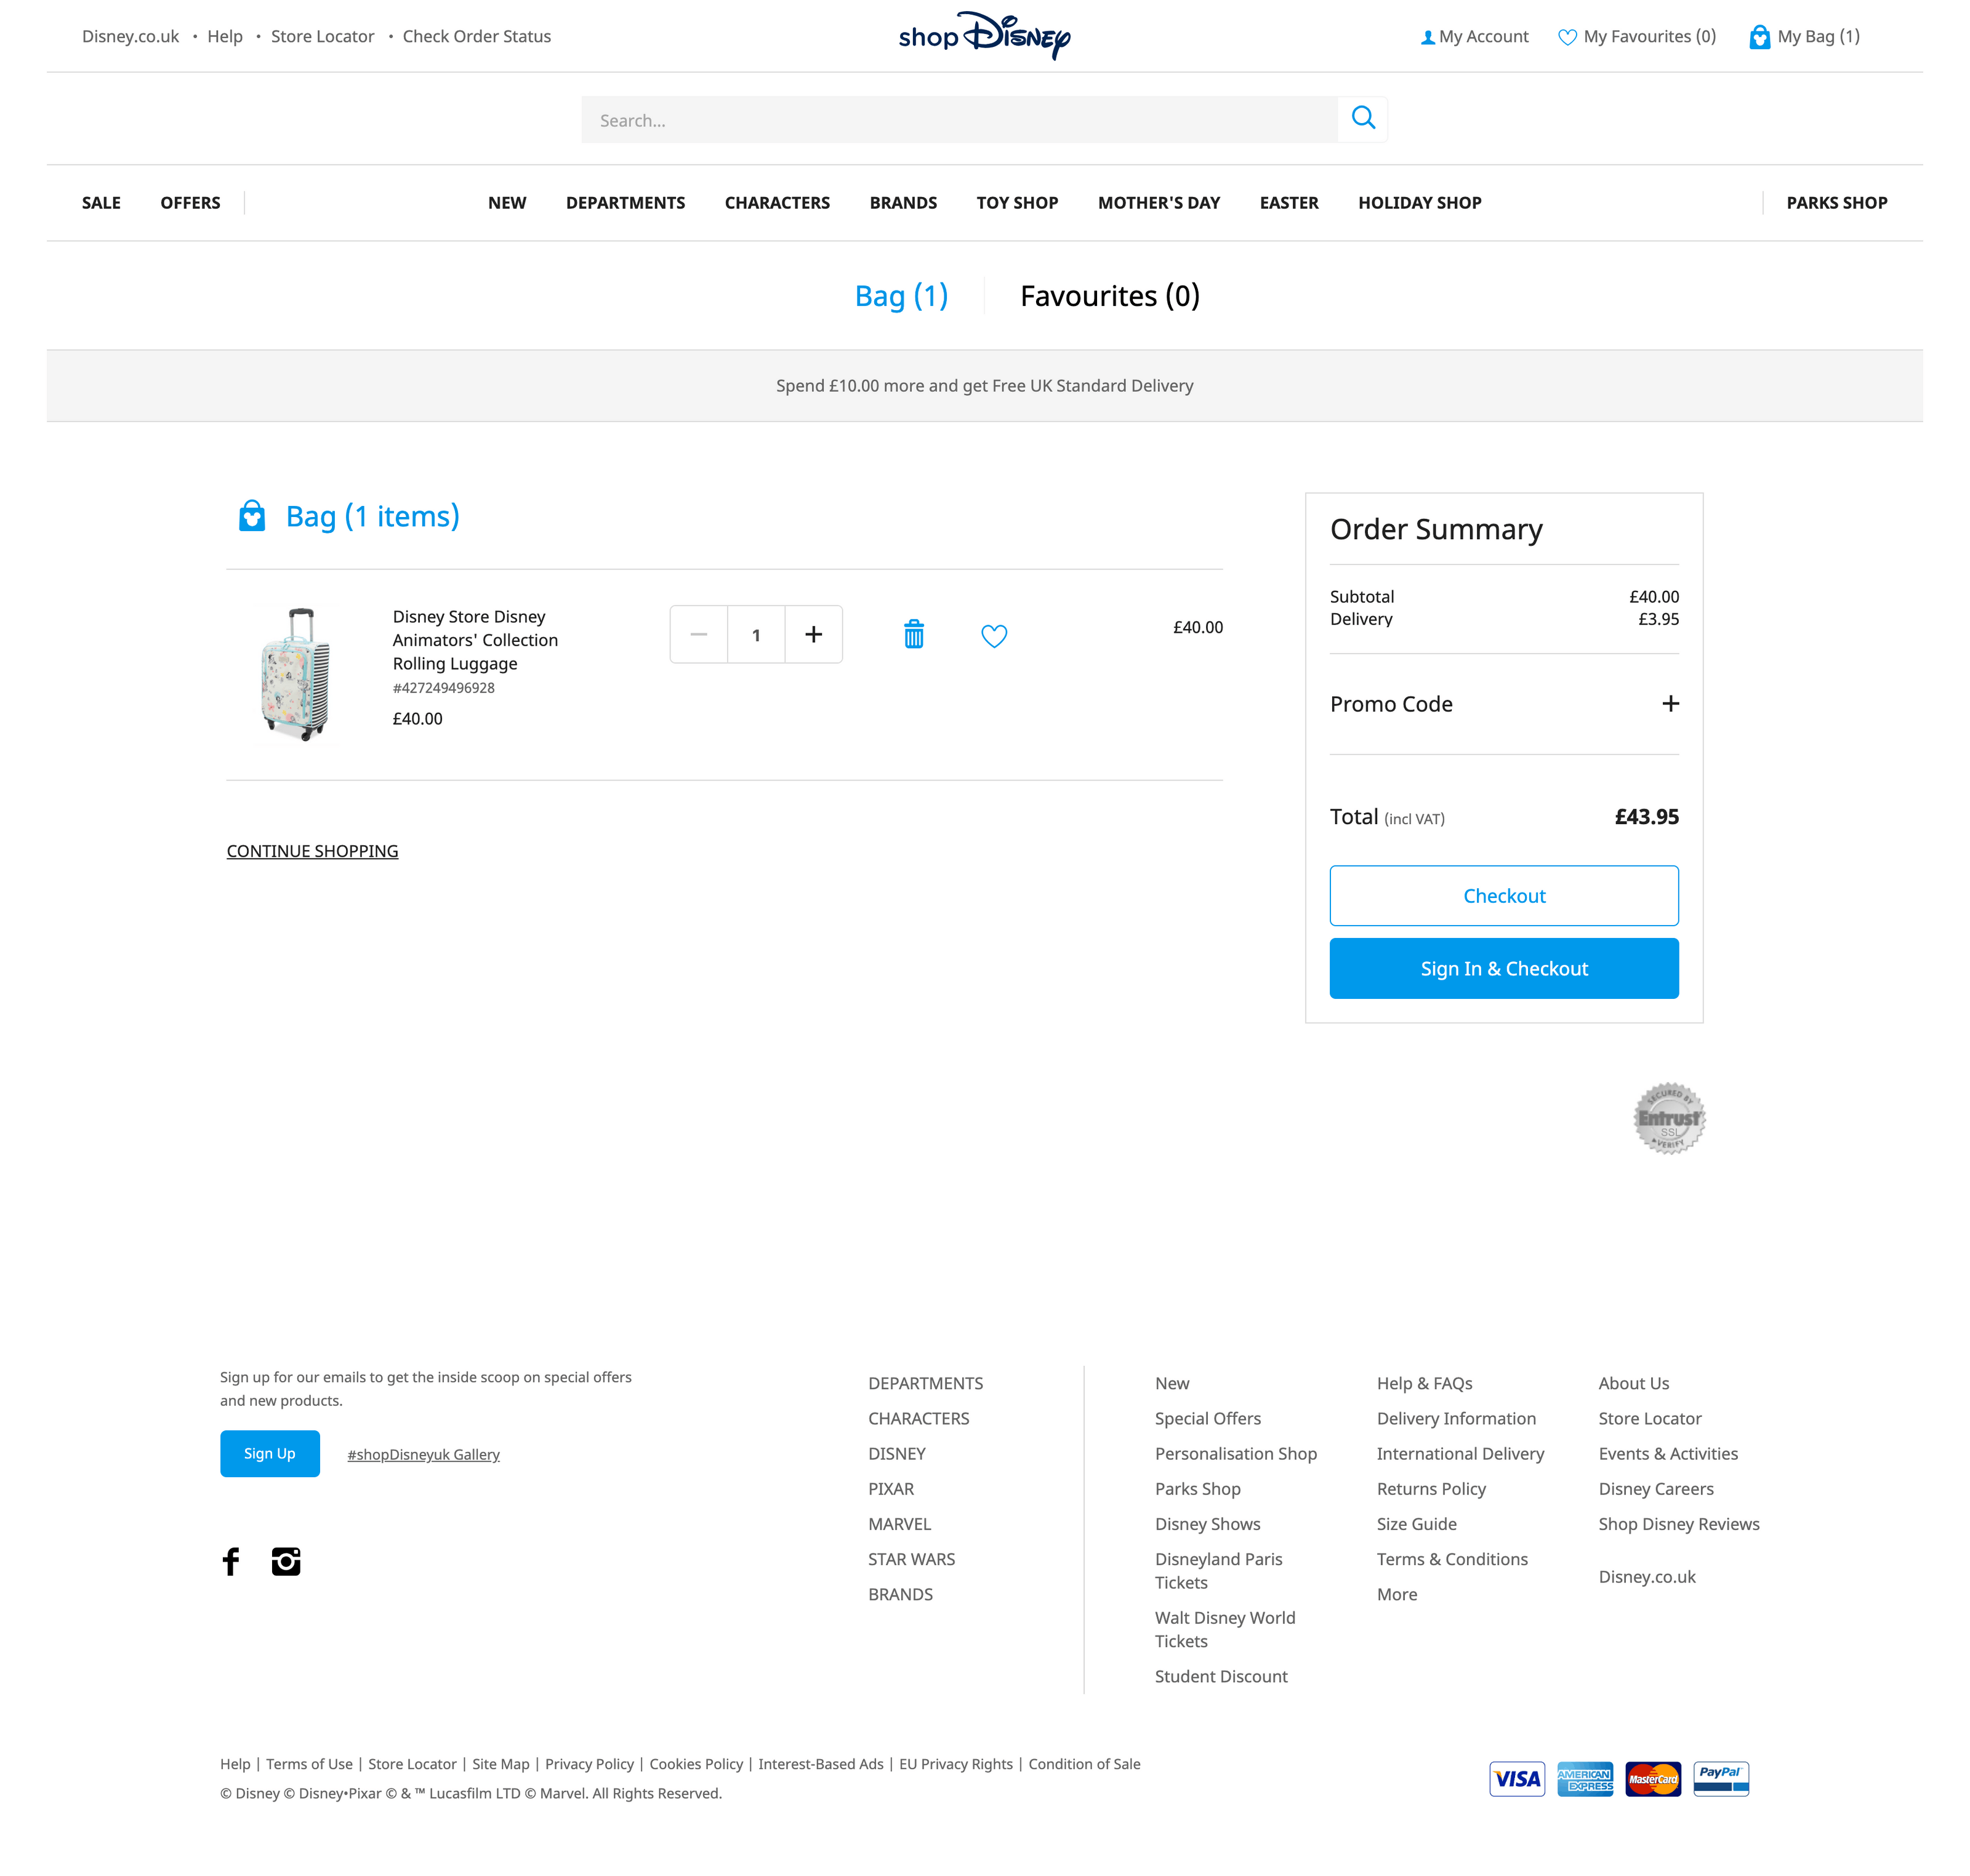 Disney.co.uk • Help • Store Locator • Check Order Status
shop Disney
My Account My Favourites (0) My Bag (1)
Search...
SALE OFFERS NEW DEPARTMENTS CHARACTERS BRANDS TOY SHOP MOTHER'S DAY EASTER HOLIDAY SHOP PARKS SHOP
Bag (1) Favourites (0)
Spend £10.00 more and get Free UK Standard Delivery
Bag (1 items)
Disney Store Disney
Animators' Collection
Rolling Luggage
#427249496928
£40.00
− 1 +
£40.00
CONTINUE SHOPPING
Order Summary
Subtotal £40.00
Delivery £3.95
Promo Code +
Total (incl VAT) £43.95
Checkout
Sign In & Checkout
SECURED BY
Entrust
SSL
VERIFY
Sign up for our emails to get the inside scoop on special offers
and new products.
Sign Up
#shopDisneyuk Gallery
DEPARTMENTS
CHARACTERS
DISNEY
PIXAR
MARVEL
STAR WARS
BRANDS
New
Special Offers
Personalisation Shop
Parks Shop
Disney Shows
Disneyland Paris
Tickets
Walt Disney World
Tickets
Student Discount
Help & FAQs
Delivery Information
International Delivery
Returns Policy
Size Guide
Terms & Conditions
More
About Us
Store Locator
Events & Activities
Disney Careers
Shop Disney Reviews
Disney.co.uk
Help | Terms of Use | Store Locator | Site Map | Privacy Policy | Cookies Policy | Interest-Based Ads | EU Privacy Rights | Condition of Sale
© Disney © Disney•Pixar © & ™ Lucasfilm LTD © Marvel. All Rights Reserved.
VISA
AMERICAN
EXPRESS
MasterCard
PayPal